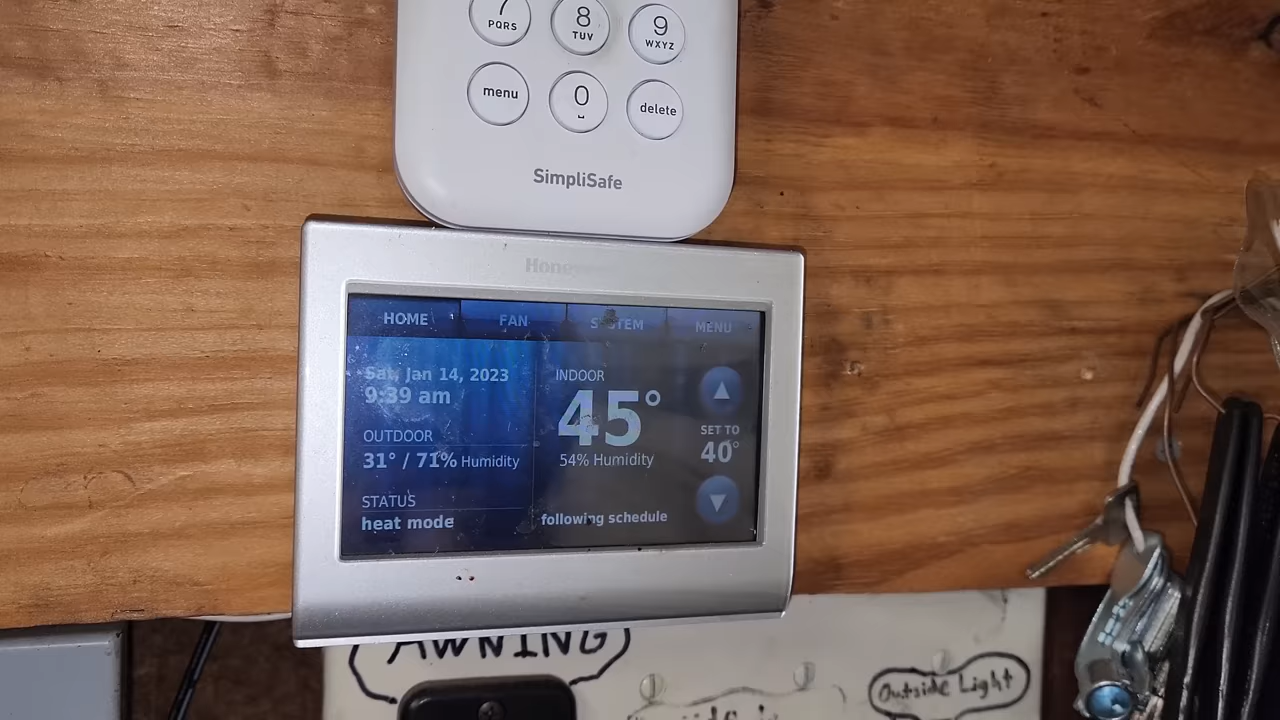 7
PQRS
8
TUV
9
WXYZ
menu
0
delete
SimpliSafe
Honeywell
HOME
FAN
SYSTEM
MENU
Sat, Jan 14, 2023
9:39 am
OUTDOOR
31° / 71% Humidity
STATUS
heat mode
INDOOR
45°
54% Humidity
following schedule
SET TO
40°
AWNING
Outside Light